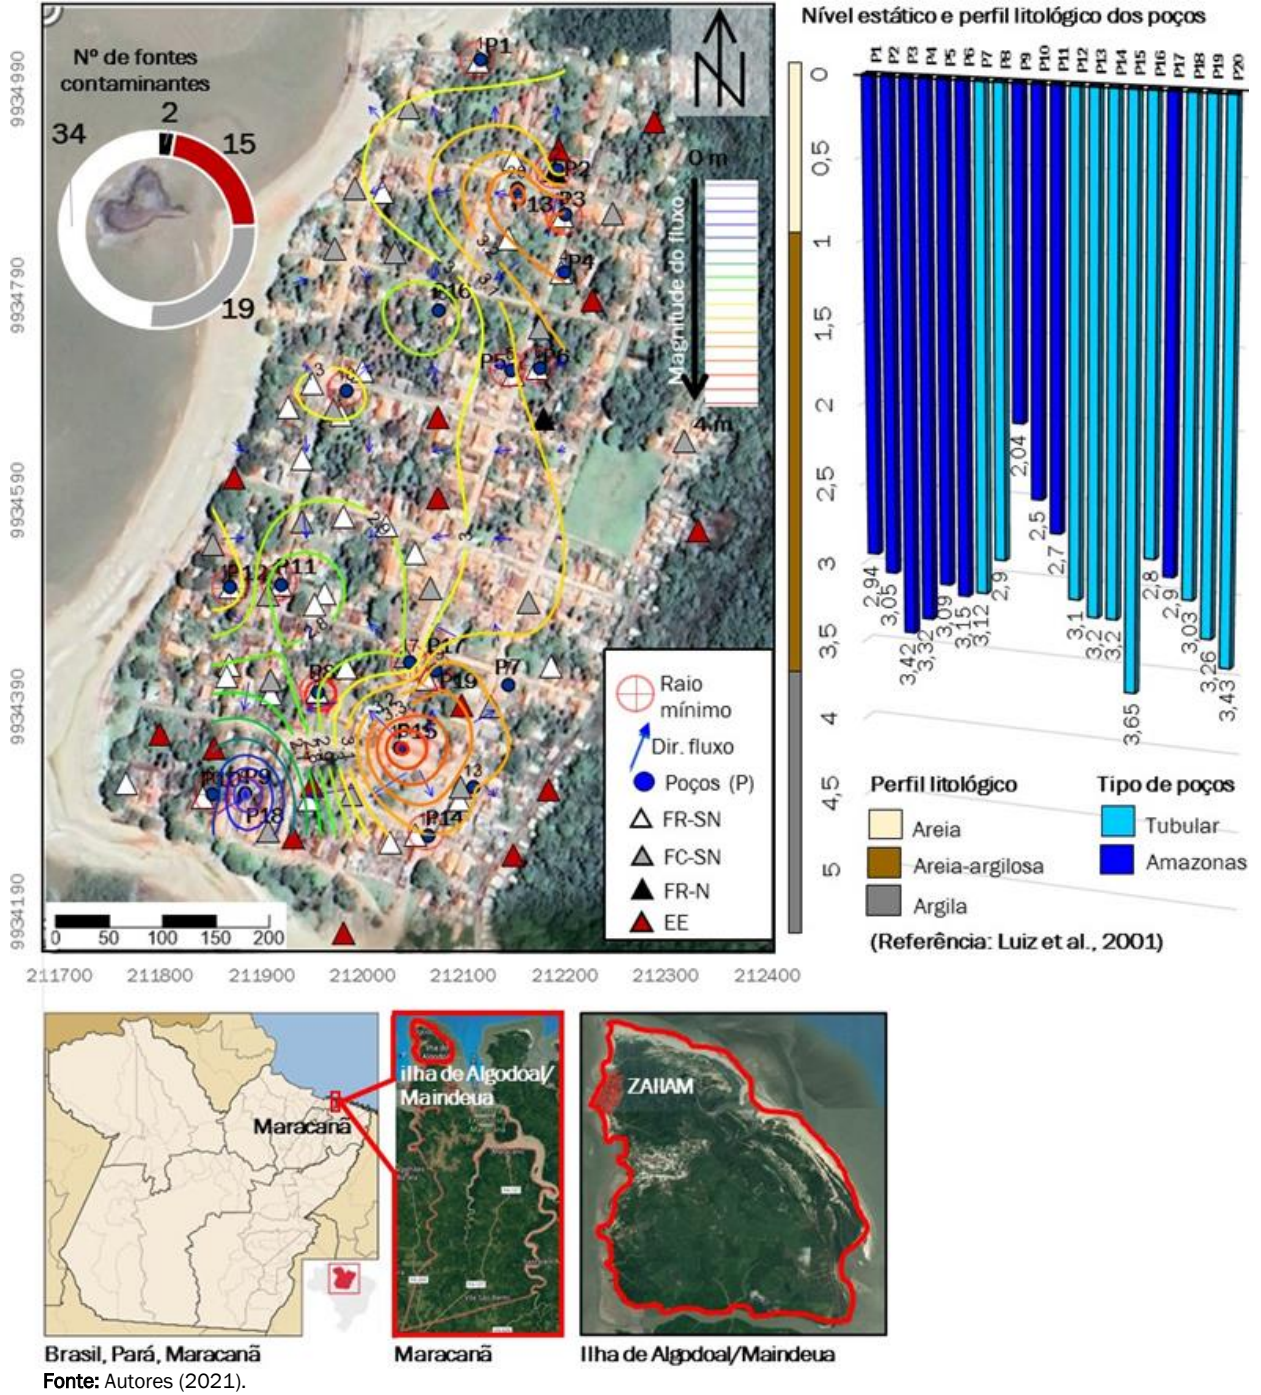 Nº de fontes
contaminantes
2
34
15
19
9934990
9934790
9934590
9934390
9934190
P1
P2
P13
P3
P4
P16
P5
P6
P11
P8
P17
P7
P19
P15
P9
P18
P14
13
3
3
2,9
2,8
0 m
Magnitude do fluxo
4 m
N
Raio
mínimo
Dir. fluxo
Poços (P)
FR-SN
FC-SN
FR-N
EE
0 50 100 150 200
211700 211800 211900 212000 212100 212200 212300 212400
Nível estático e perfil litológico dos poços
P1 P2 P3 P4 P5 P6 P7 P8 P9 P10 P11 P12 P13 P14 P15 P16 P17 P18 P19 P20
0
0,5
1
1,5
2
2,5
3
3,5
4
4,5
5
2,94
3,05
3,42
3,32
3,09
3,15
3,12
2,9
2,04
2,5
2,7
3,1
3,2
3,2
3,65
2,8
2,9
3,03
3,26
3,43
Perfil litológico
Areia
Areia-argilosa
Argila
Tipo de poços
Tubular
Amazonas
(Referência: Luiz et al., 2001)
Maracanã
ilha de Algodoal/
Maindeua
ZAIIAM
Brasil, Pará, Maracanã
Maracanã
Ilha de Algodoal/Maindeua
Fonte: Autores (2021).